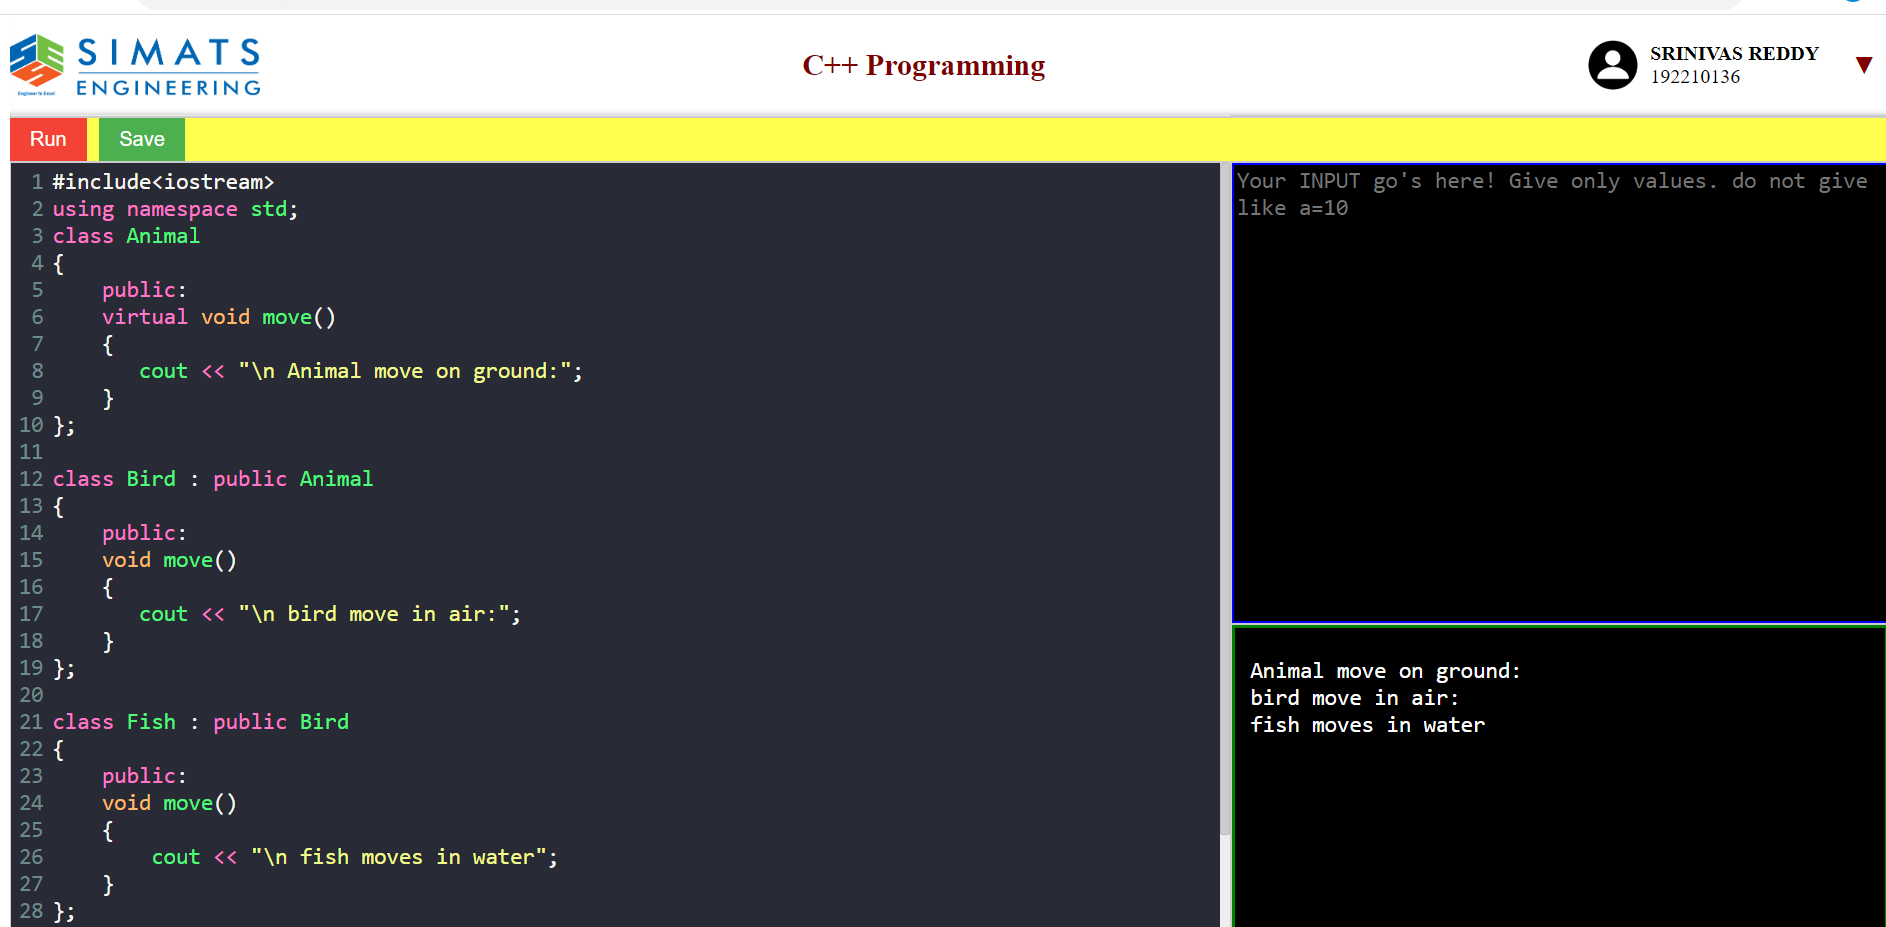 SIMATS
ENGINEERING
Engineer to Excel
C++ Programming
SRINIVAS REDDY
192210136
▼
Run
Save
1 #include<iostream>
2 using namespace std;
3 class Animal
4 {
5     public:
6     virtual void move()
7     {
8        cout << "\n Animal move on ground:";
9     }
10 };
11
12 class Bird : public Animal
13 {
14     public:
15     void move()
16     {
17        cout << "\n bird move in air:";
18     }
19 };
20
21 class Fish : public Bird
22 {
23     public:
24     void move()
25     {
26         cout << "\n fish moves in water";
27     }
28 };
Your INPUT go's here! Give only values. do not give
like a=10
Animal move on ground:
bird move in air:
fish moves in water